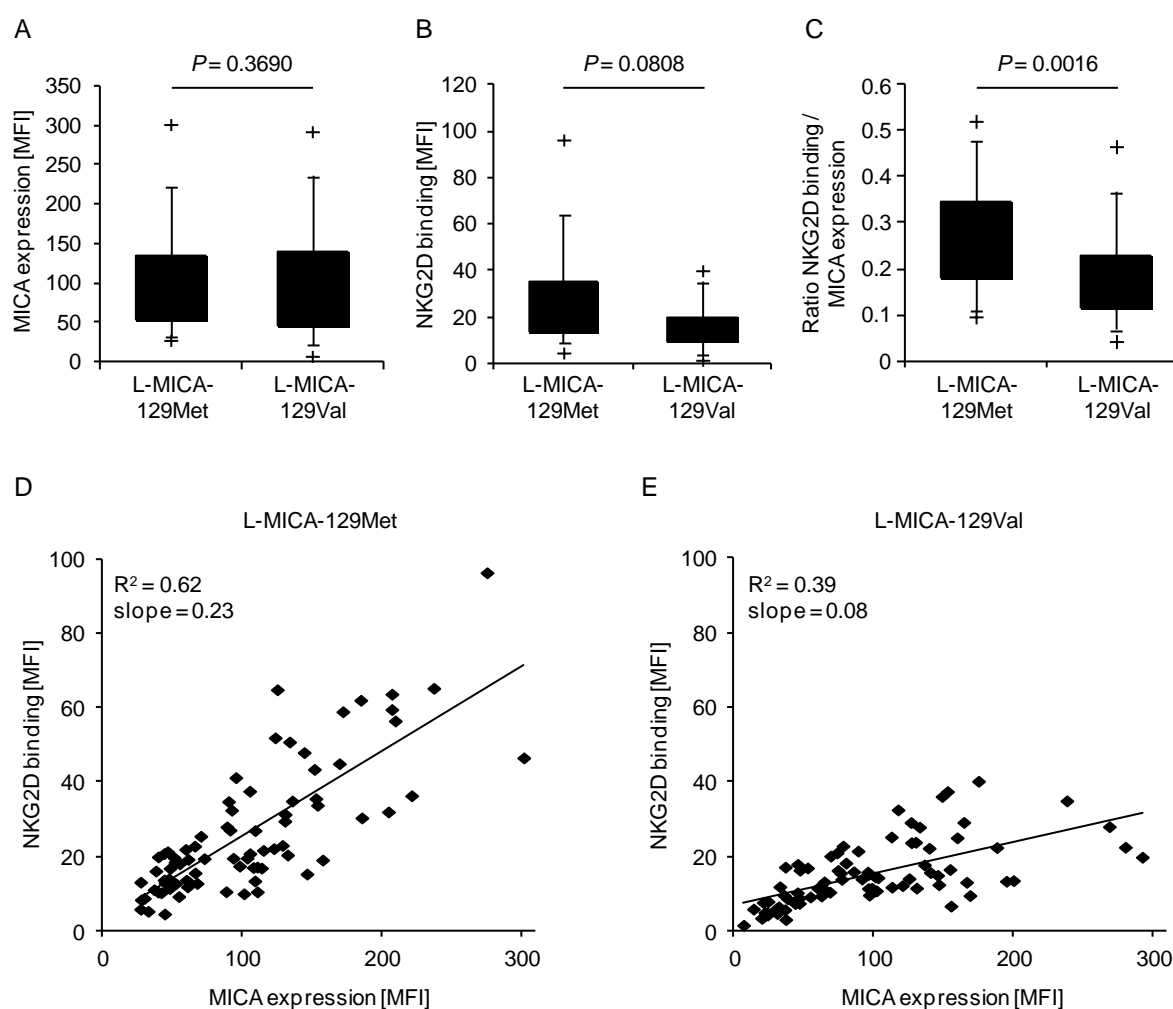 A
P = 0.3690
MICA expression [MFI]
350
300
250
200
150
100
50
0
L-MICA-
129Met
L-MICA-
129Val
B
P = 0.0808
NKG2D binding [MFI]
120
100
80
60
40
20
0
L-MICA-
129Met
L-MICA-
129Val
C
P = 0.0016
Ratio NKG2D binding /
MICA expression
0.6
0.5
0.4
0.3
0.2
0.1
0
L-MICA-
129Met
L-MICA-
129Val
D
L-MICA-129Met
R² = 0.62
slope = 0.23
NKG2D binding [MFI]
100
80
60
40
20
0
0 100 200 300
MICA expression [MFI]
E
L-MICA-129Val
R² = 0.39
slope = 0.08
NKG2D binding [MFI]
100
80
60
40
20
0
0 100 200 300
MICA expression [MFI]